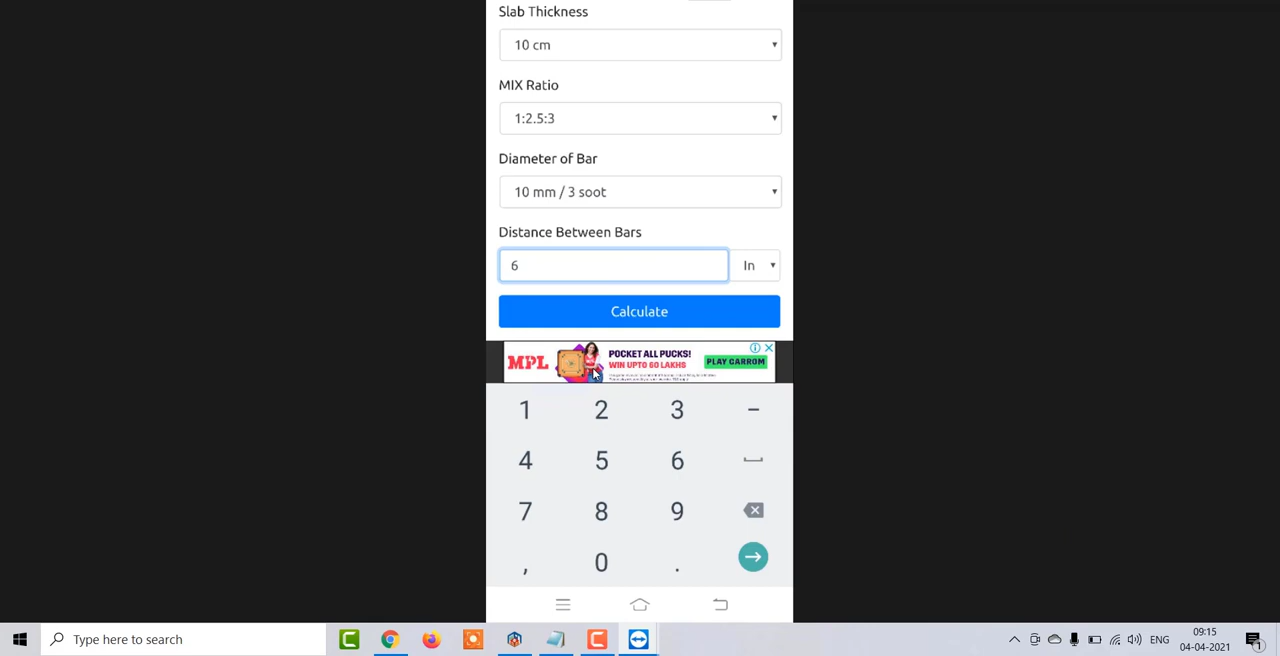 Slab Thickness
10 cm
MIX Ratio
1:2.5:3
Diameter of Bar
10 mm / 3 soot
Distance Between Bars
6 In
Calculate
MPL
POCKET ALL PUCKS!
WIN UPTO 60 LAKHS
PLAY CARROM
1 2 3 -
4 5 6
7 8 9
, 0 .
Type here to search
ENG
09:15
04-04-2021
1